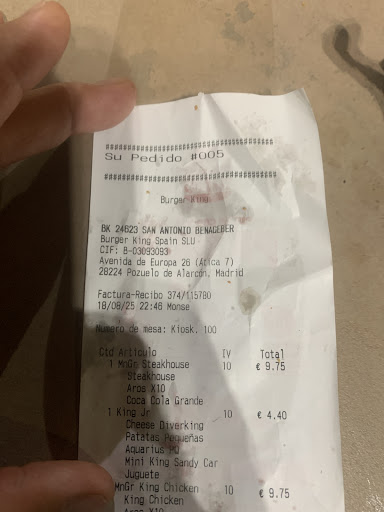 ####################################
Su Pedido #005
####################################
Burger King
BK 24623 SAN ANTONIO BENAGEBER
Burger King Spain SLU
CIF: B-03093093
Avenida de Europa 26 (Atica 7)
28224 Pozuelo de Alarcón, Madrid
Factura-Recibo 374/115780
18/08/25 22:46 Monse
Número de mesa: Kiosk. 100
Ctd Artículo IV Total
1 MnGr Steakhouse 10 € 9.75
Steakhouse
Aros X10
Coca Cola Grande
1 King Jr 10 € 4.40
Cheese Diverking
Patatas Pequeñas
Aquarius MD
Mini King Sandy Car
Juguete
MnGr King Chicken 10 € 9.75
King Chicken
Aros X10